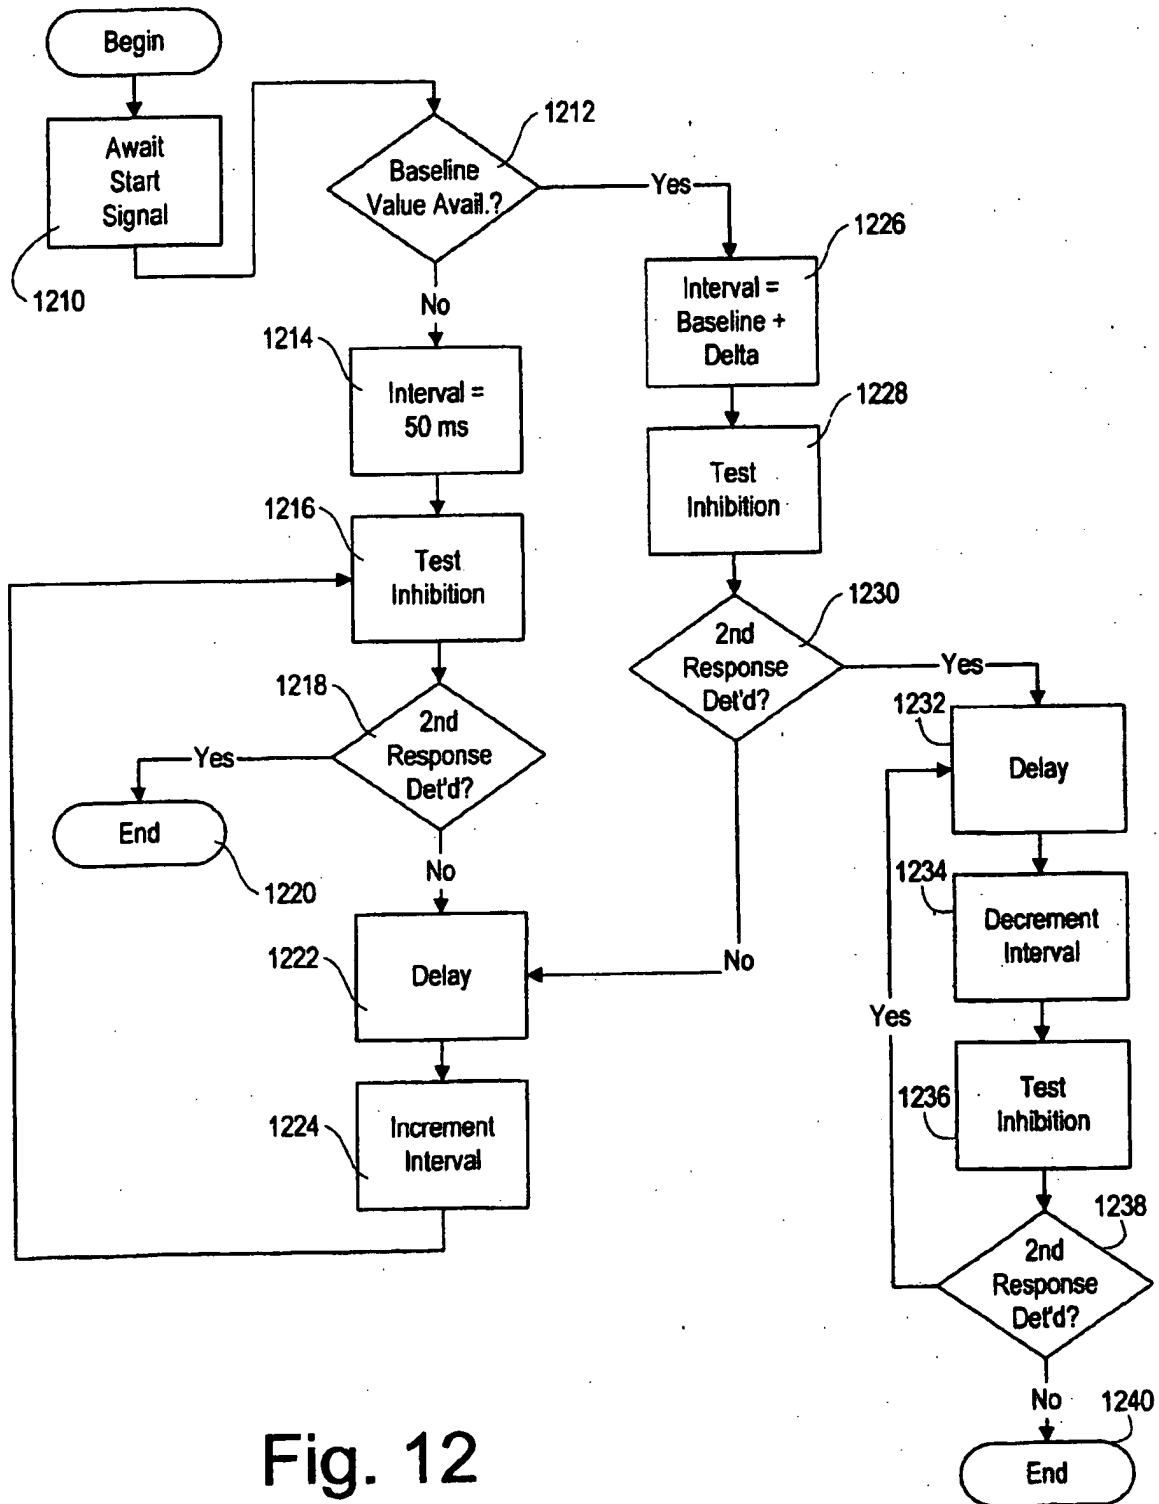 Begin
Await
Start
Signal
1210
1212
Baseline
Value Avail.?
Yes
No
1214
Interval =
50 ms
1216
Test
Inhibition
1218
2nd
Response
Det'd?
Yes
End
1220
No
1222
Delay
1224
Increment
Interval
1226
Interval =
Baseline +
Delta
1228
Test
Inhibition
1230
2nd
Response
Det'd?
Yes
No
1232
Delay
1234
Decrement
Interval
Yes
1236
Test
Inhibition
1238
2nd
Response
Det'd?
No
1240
End
Fig. 12